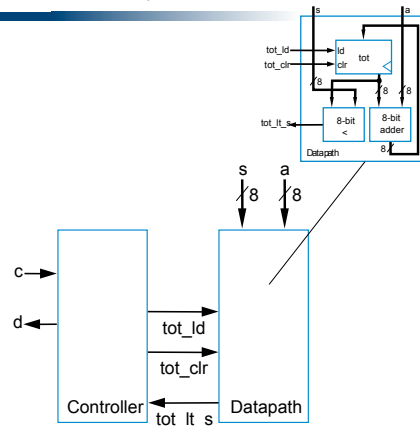 s a
tot_ld ld tot
tot_clr clr
8 8 8
tot_lt_s 8-bit < 8-bit adder
8
Datapath
s a
8 8
c
d
tot_ld
tot_clr
tot_lt_s
Controller Datapath